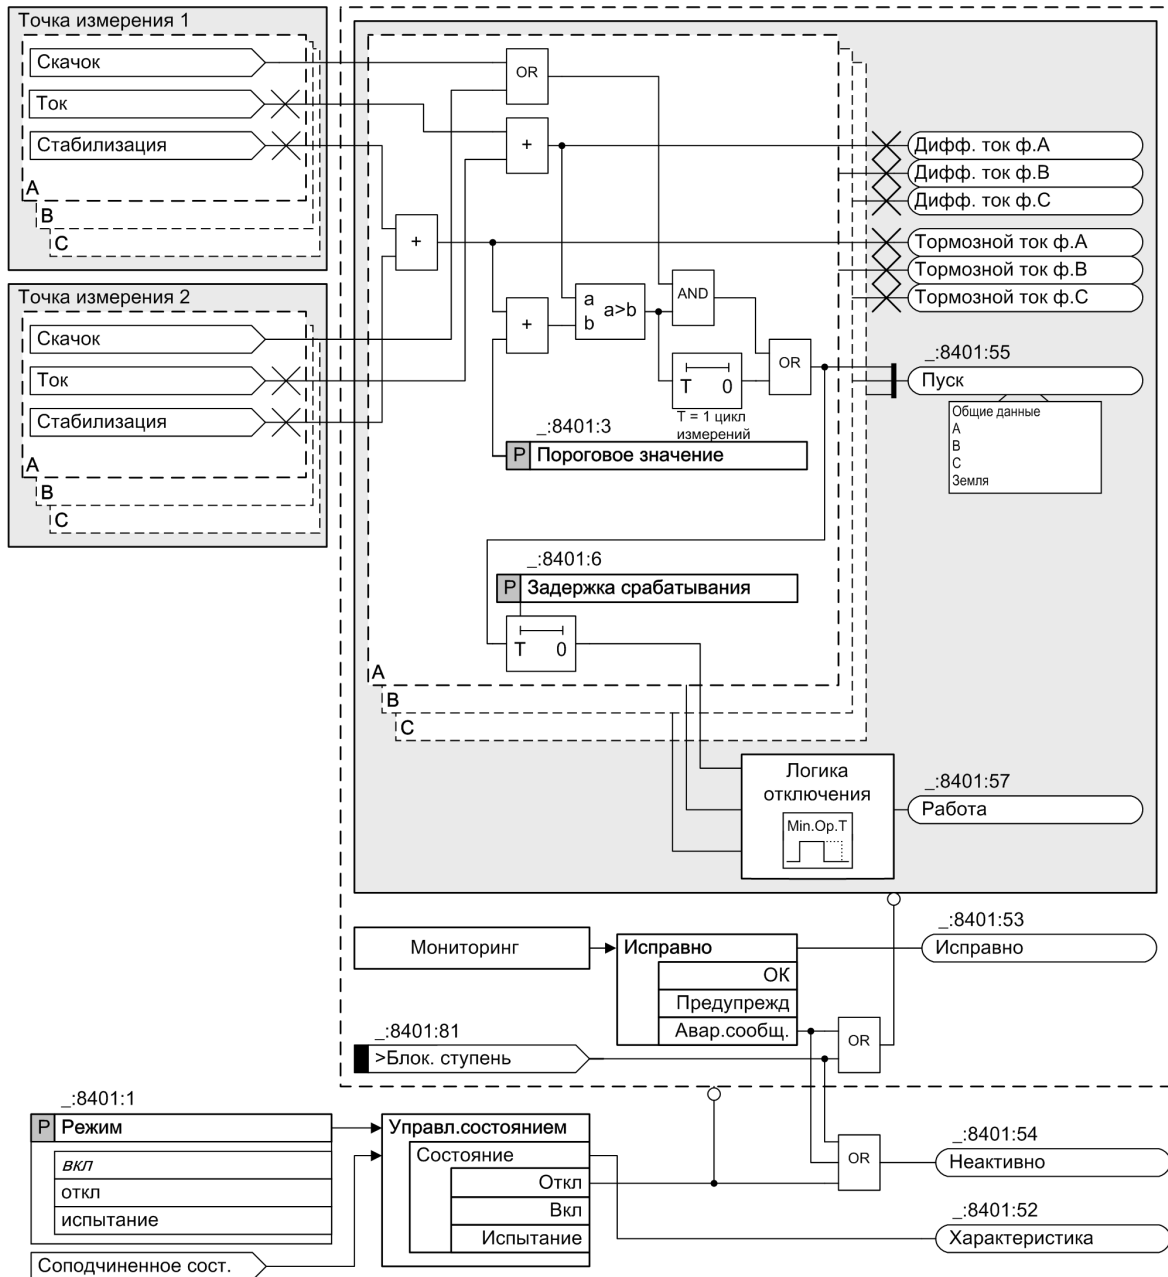 Точка измерения 1
Скачок
Ток
Стабилизация
A
B
C
Точка измерения 2
Скачок
Ток
Стабилизация
A
B
C
OR
+
+
+
a
b
a>b
AND
OR
T 0
T = 1 цикл
измерений
_:8401:3
P Пороговое значение
_:8401:6
P Задержка срабатывания
T 0
A
B
C
Дифф. ток ф.A
Дифф. ток ф.B
Дифф. ток ф.C
Тормозной ток ф.A
Тормозной ток ф.B
Тормозной ток ф.C
_:8401:55
Пуск
Общие данные
A
B
C
Земля
Логика
отключения
Min.Op.T
_:8401:57
Работа
Мониторинг
Исправно
ОК
Предупрежд
Авар.сообщ.
_:8401:53
Исправно
_:8401:81
>Блок. ступень
OR
_:8401:1
P Режим
вкл
откл
испытание
Соподчиненное сост.
Управл.состоянием
Состояние
Откл
Вкл
Испытание
OR
_:8401:54
Неактивно
_:8401:52
Характеристика